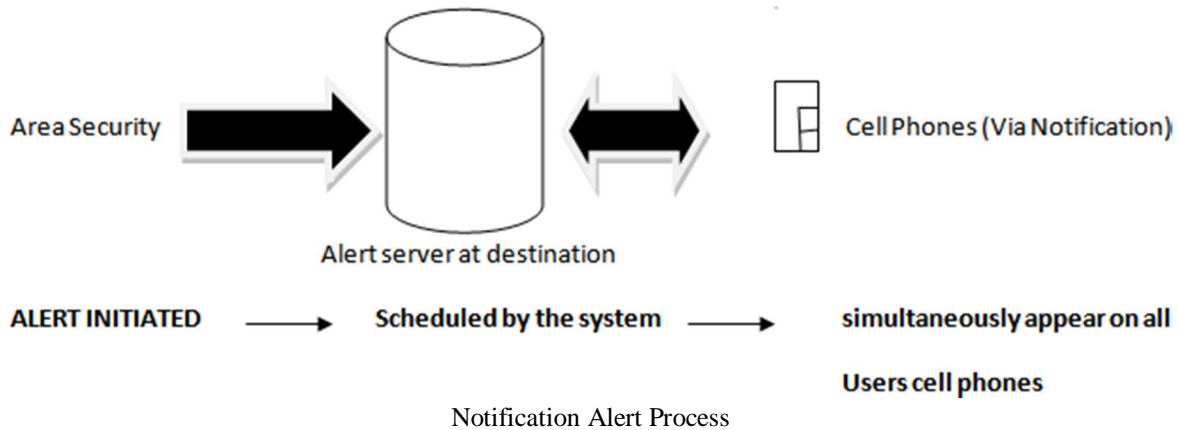 Area Security
Cell Phones (Via Notification)
Alert server at destination
ALERT INITIATED
Scheduled by the system
simultaneously appear on all
Users cell phones
Notification Alert Process